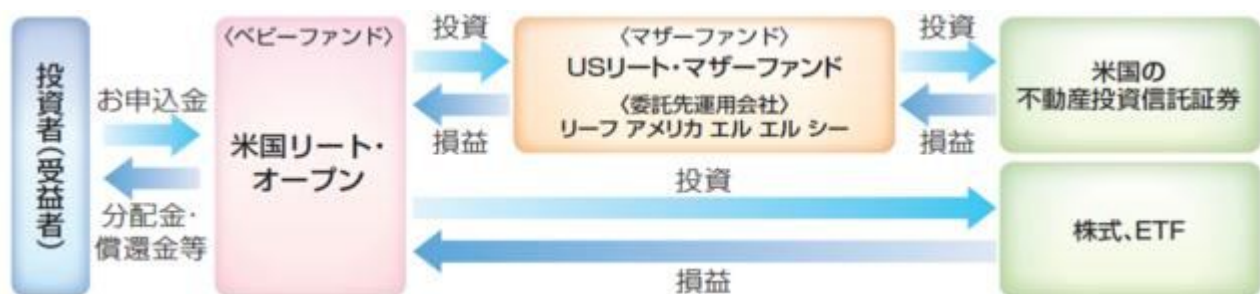 投資者(受益者)
お申込金
分配金・
償還金等
〈ベビーファンド〉
米国リート・
オープン
投資
損益
〈マザーファンド〉
USリート・マザーファンド
〈委託先運用会社〉
リーフ アメリカ エル エル シー
投資
損益
米国の
不動産投資信託証券
投資
損益
株式、ETF